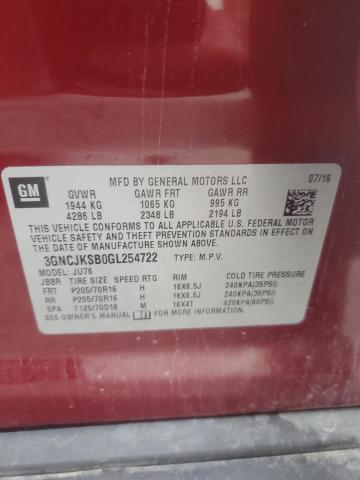 GM
MFD BY GENERAL MOTORS LLC 07/16
GVWR GAWR FRT GAWR RR
1944 KG 1065 KG 995 KG
4286 LB 2348 LB 2194 LB
THIS VEHICLE CONFORMS TO ALL APPLICABLE U.S. FEDERAL MOTOR
VEHICLE SAFETY AND THEFT PREVENTION STANDARDS IN EFFECT ON
THE DATE OF MANUFACTURE SHOWN ABOVE.
3GNCJKSB0GL254722 TYPE: M.P.V.
MODEL: JU76
JBBR TIRE SIZE SPEED RTG RIM COLD TIRE PRESSURE
FRT P205/70R16 H 16X6.5J 240KPA(35PSI)
RR P205/70R16 H 16X6.5J 240KPA(35PSI)
SPA T125/70D16 M 16X4T 420KPA(60PSI)
SEE OWNER'S MANUAL